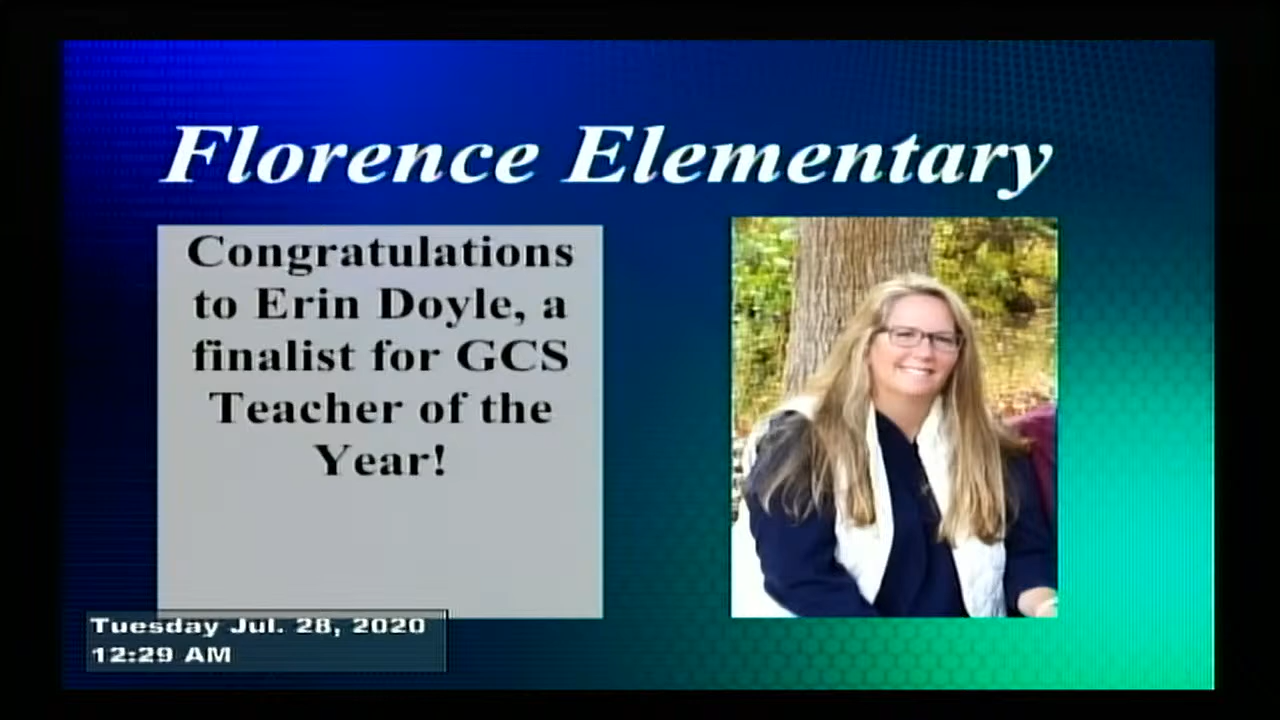 Florence Elementary
Congratulations
to Erin Doyle, a
finalist for GCS
Teacher of the
Year!
Tuesday Jul. 28, 2020
12:29 AM